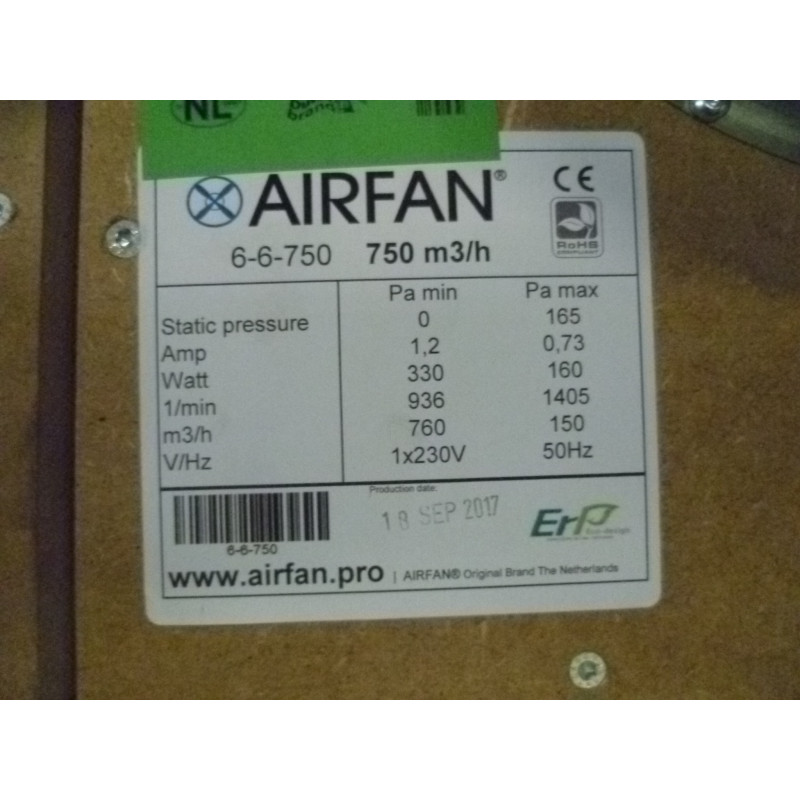 NL
brand
AIRFAN®
CE
RoHS
COMPLIANT
6-6-750 750 m3/h
Pa min Pa max
Static pressure 0 165
Amp 1,2 0,73
Watt 330 160
1/min 936 1405
m3/h 760 150
V/Hz 1x230V 50Hz
Production date:
18 SEP 2017
ErP
6-6-750
www.airfan.pro | AIRFAN® Original Brand The Netherlands